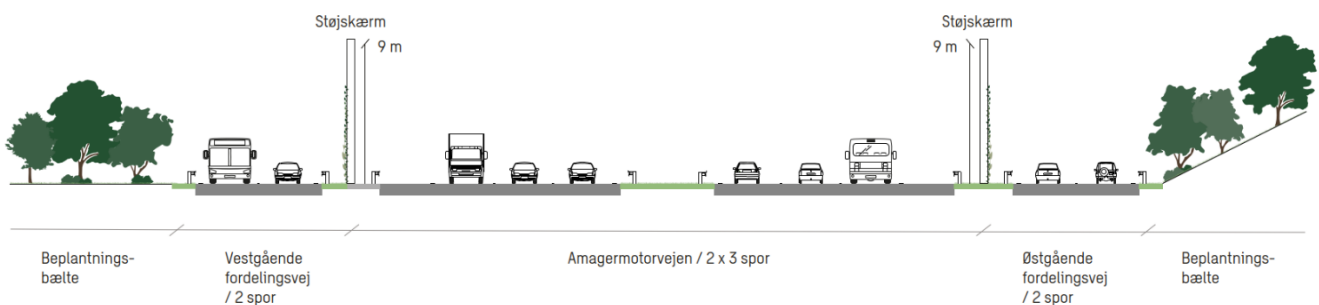 Støjskærm
Støjskærm
9 m
9 m
Beplantnings-
bælte
Vestgående
fordelingsvej
/ 2 spor
Amagermotorvejen / 2 x 3 spor
Østgående
fordelingsvej
/ 2 spor
Beplantnings-
bælte